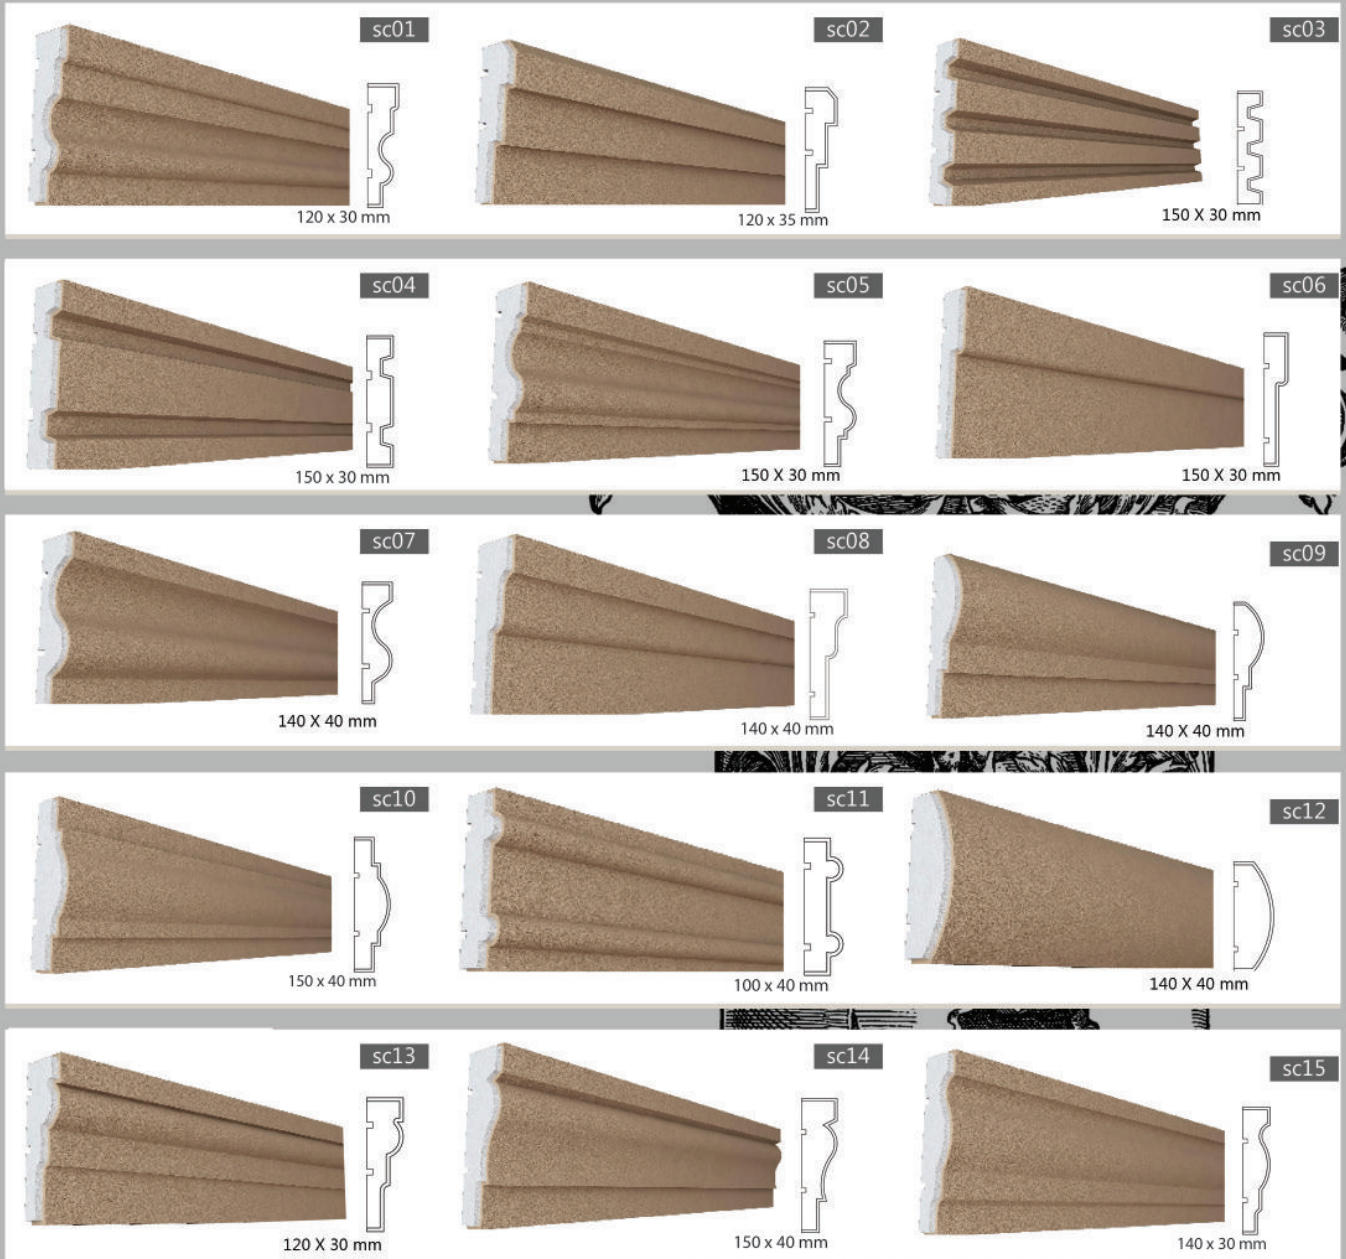 sc01
120 x 30 mm
sc02
120 x 35 mm
sc03
150 X 30 mm
sc04
150 x 30 mm
sc05
150 X 30 mm
sc06
150 X 30 mm
sc07
140 X 40 mm
sc08
140 x 40 mm
sc09
140 X 40 mm
sc10
150 x 40 mm
sc11
100 x 40 mm
sc12
140 X 40 mm
sc13
120 X 30 mm
sc14
150 x 40 mm
sc15
140 x 30 mm